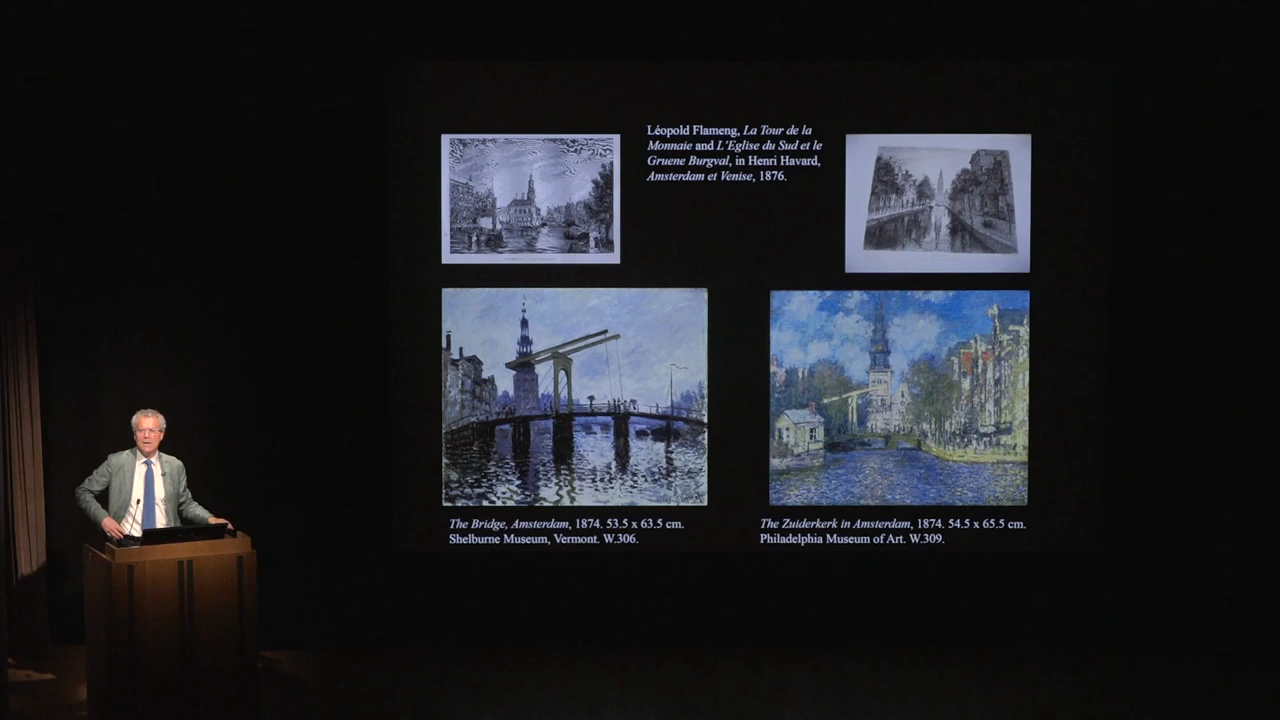 Léopold Flameng, La Tour de la
Monnaie and L'Eglise du Sud et le
Gruene Burgval, in Henri Havard,
Amsterdam et Venise, 1876.
The Bridge, Amsterdam, 1874. 53.5 x 63.5 cm.
Shelburne Museum, Vermont. W.306.
The Zuiderkerk in Amsterdam, 1874. 54.5 x 65.5 cm.
Philadelphia Museum of Art. W.309.